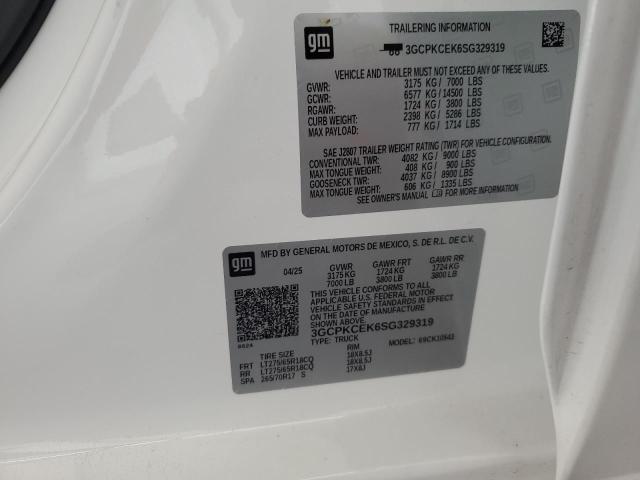 gm
TRAILERING INFORMATION
3GCPKCEK6SG329319
VEHICLE AND TRAILER MUST NOT EXCEED ANY OF THESE VALUES.
GVWR: 3175 KG / 7000 LBS
GCWR: 6577 KG / 14500 LBS
RGAWR: 1724 KG / 3800 LBS
CURB WEIGHT: 2398 KG / 5286 LBS
MAX PAYLOAD: 777 KG / 1714 LBS
SAE J2807 TRAILER WEIGHT RATING (TWR) FOR VEHICLE CONFIGURATION.
CONVENTIONAL TWR: 4082 KG / 9000 LBS
MAX TONGUE WEIGHT: 408 KG / 900 LBS
GOOSENECK TWR: 4037 KG / 8900 LBS
MAX TONGUE WEIGHT: 606 KG / 1335 LBS
SEE OWNER'S MANUAL FOR MORE INFORMATION
gm
MFD BY GENERAL MOTORS DE MEXICO, S. DE R.L. DE C.V.
04/25 GVWR GAWR FRT GAWR RR
3175 KG 1724 KG 1724 KG
7000 LB 3800 LB 3800 LB
THIS VEHICLE CONFORMS TO ALL
APPLICABLE U.S. FEDERAL MOTOR
VEHICLE SAFETY STANDARDS IN EFFECT
ON THE DATE OF MANUFACTURE
SHOWN ABOVE.
3GCPKCEK6SG329319
TYPE: TRUCK MODEL:
TIRE SIZE RIM
FRT LT275/65R18CQ 18X8.5J
RR LT275/65R18CQ 18X8.5J
SPA 265/70R17 S 17X8J